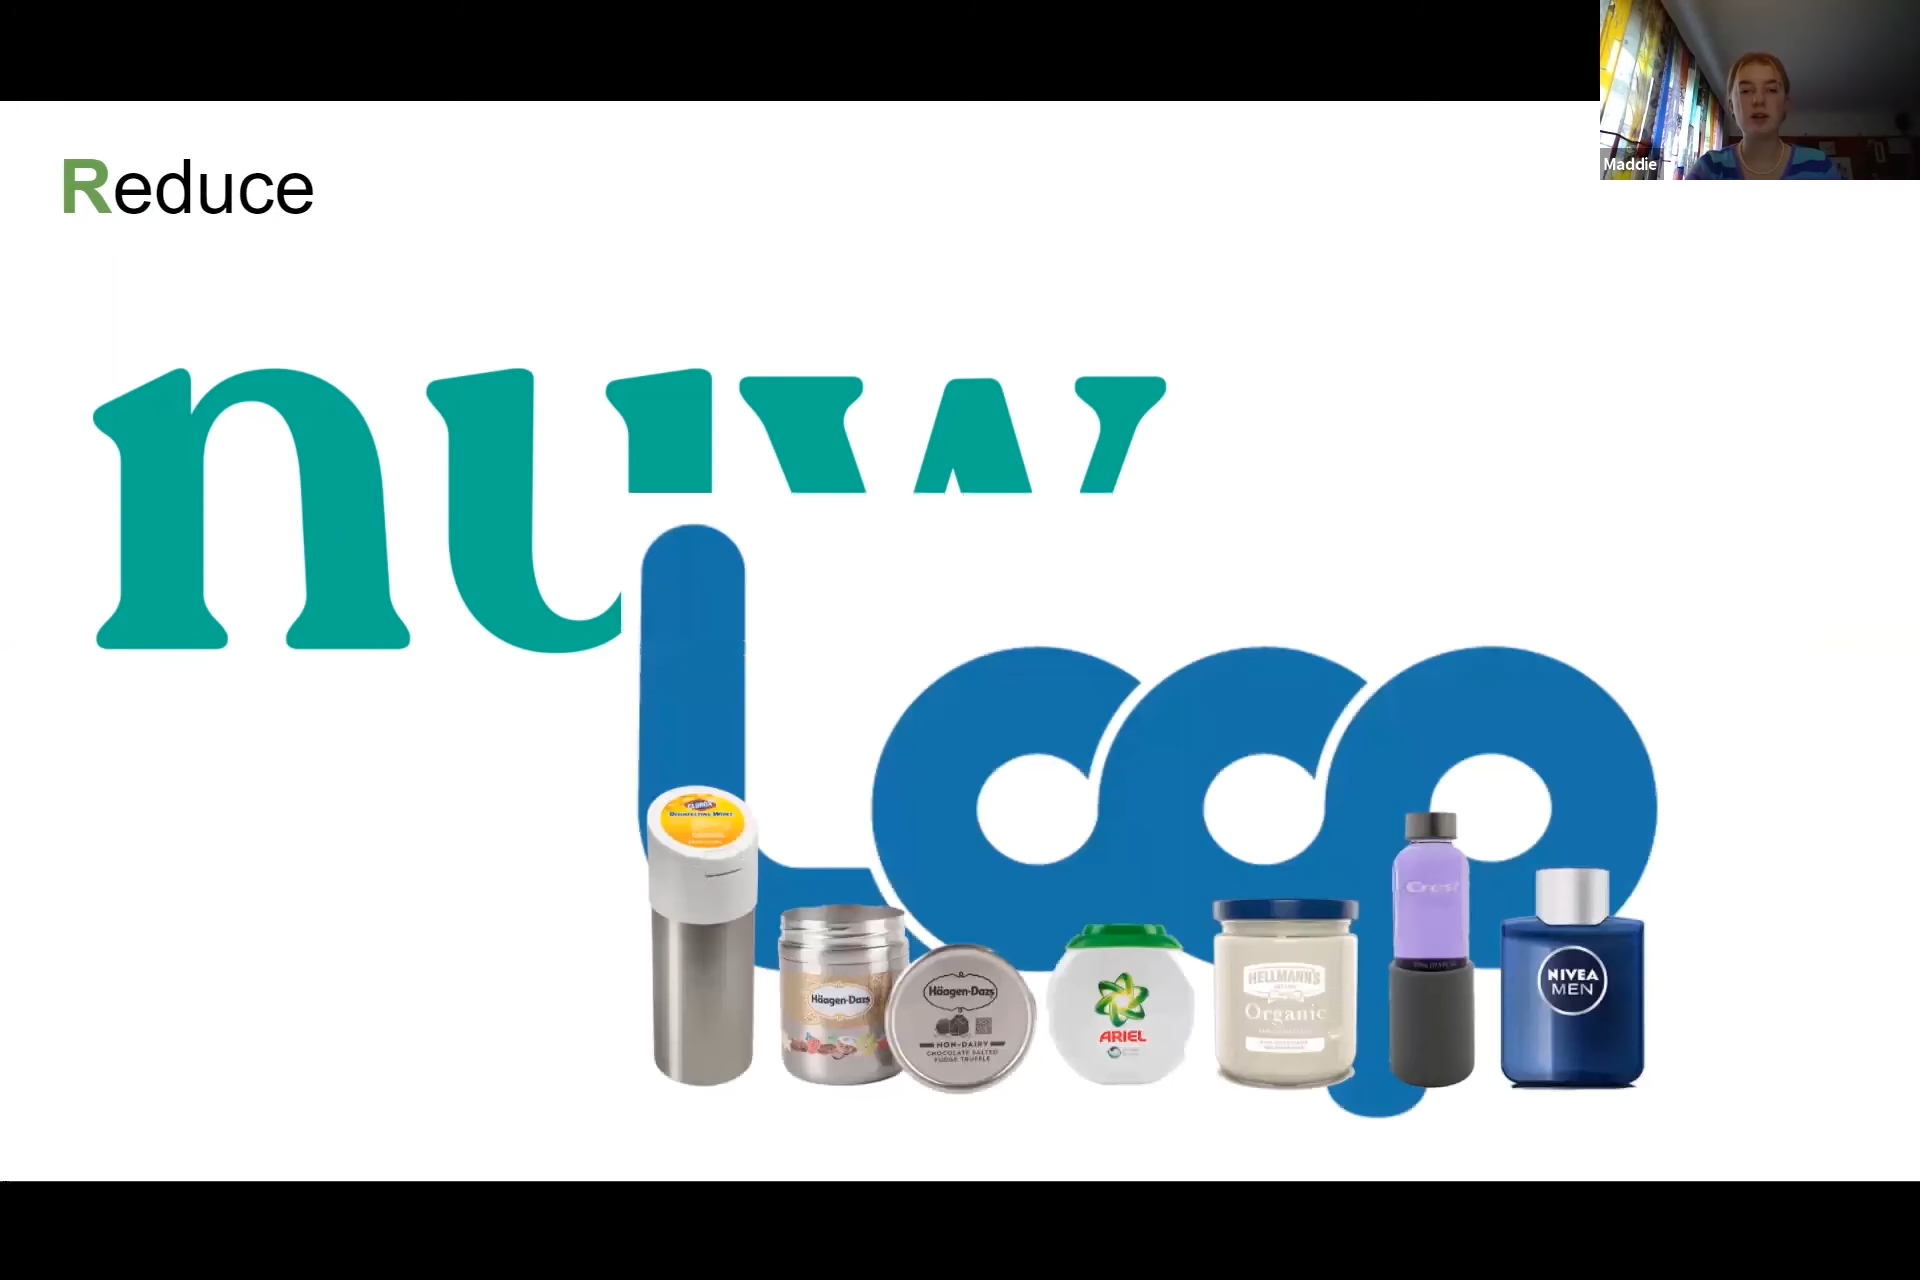 Reduce
Maddie
nuw
Loop
CLOROX
DISINFECTING WIPES
Häagen-Dazs
Häagen-Dazs
NON-DAIRY
CHOCOLATE SALTED
FUDGE TRUFFLE
ARIEL
HELLMANN'S
Organic
Crest
NIVEA
MEN